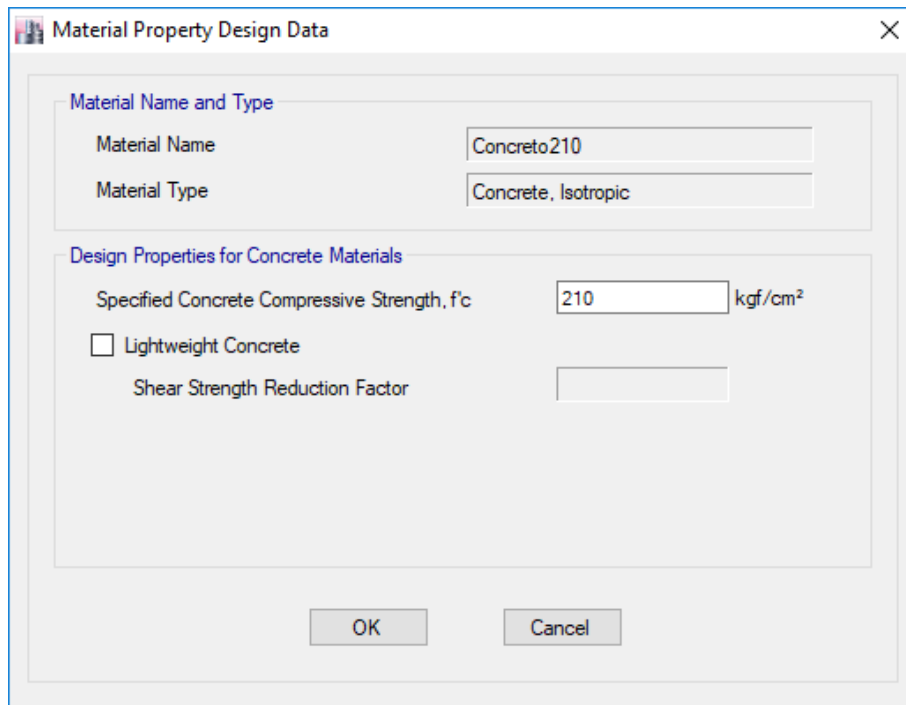 Material Property Design Data
Material Name and Type
Material Name Concreto210
Material Type Concrete, Isotropic
Design Properties for Concrete Materials
Specified Concrete Compressive Strength, f'c 210 kgf/cm²
Lightweight Concrete
Shear Strength Reduction Factor
OK Cancel